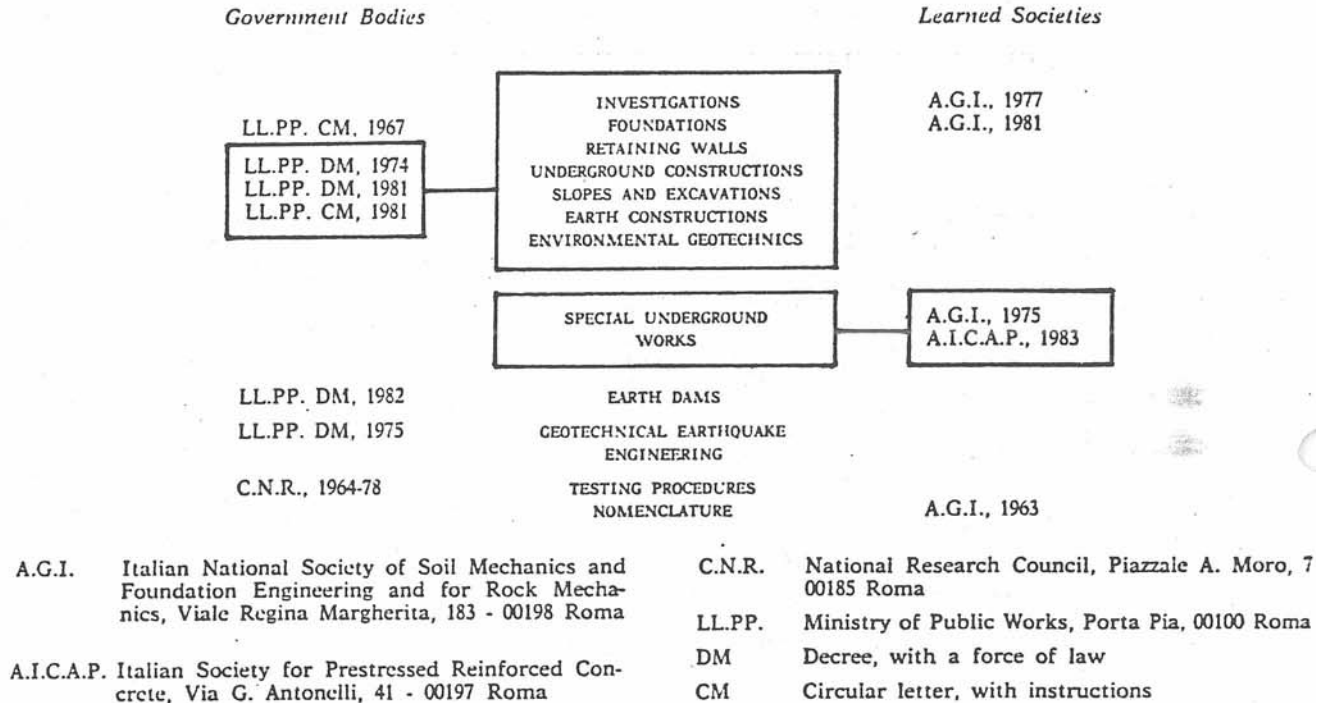 Government Bodies
Learned Societies
LL.PP. CM, 1967
LL.PP. DM, 1974
LL.PP. DM, 1981
LL.PP. CM, 1981
INVESTIGATIONS
FOUNDATIONS
RETAINING WALLS
UNDERGROUND CONSTRUCTIONS
SLOPES AND EXCAVATIONS
EARTH CONSTRUCTIONS
ENVIRONMENTAL GEOTECHNICS
A.G.I., 1977
A.G.I., 1981
SPECIAL UNDERGROUND
WORKS
A.G.I., 1975
A.I.C.A.P., 1983
LL.PP. DM, 1982
EARTH DAMS
LL.PP. DM, 1975
GEOTECHNICAL EARTHQUAKE
ENGINEERING
C.N.R., 1964-78
TESTING PROCEDURES
NOMENCLATURE
A.G.I., 1963
A.G.I. Italian National Society of Soil Mechanics and
Foundation Engineering and for Rock Mecha-
nics, Viale Regina Margherita, 183 - 00198 Roma
A.I.C.A.P. Italian Society for Prestressed Reinforced Con-
crete, Via G. Antonelli, 41 - 00197 Roma
C.N.R. National Research Council, Piazzale A. Moro, 7
00185 Roma
LL.PP. Ministry of Public Works, Porta Pia, 00100 Roma
DM Decree, with a force of law
CM Circular letter, with instructions